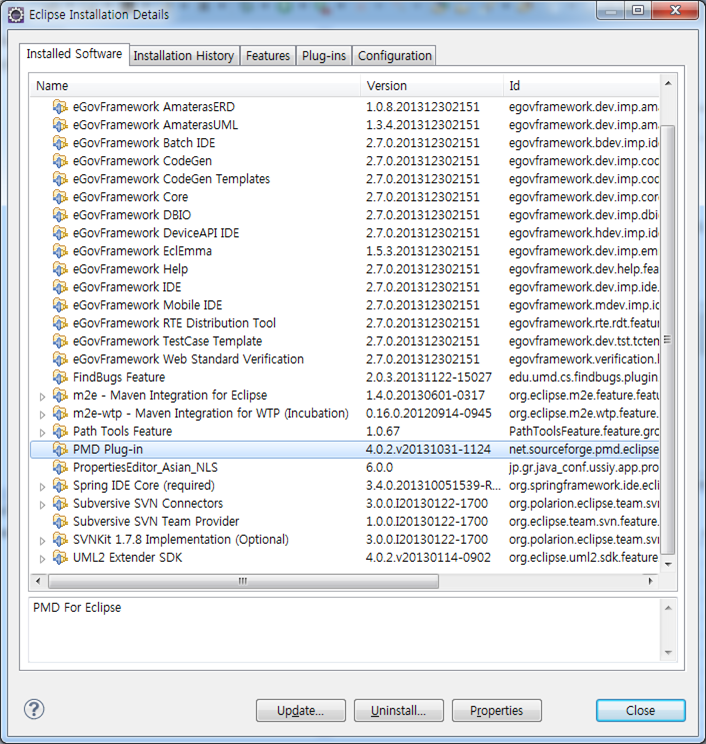 Eclipse Installation Details
Installed Software Installation History Features Plug-ins Configuration
Name Version Id
eGovFramework AmaterasERD 1.0.8.201312302151 egovframework.dev.imp.ama
eGovFramework AmaterasUML 1.3.4.201312302151 egovframework.dev.imp.ama
eGovFramework Batch IDE 2.7.0.201312302151 egovframework.bdev.imp.ide
eGovFramework CodeGen 2.7.0.201312302151 egovframework.dev.imp.coc
eGovFramework CodeGen Templates 2.7.0.201312302151 egovframework.dev.imp.coc
eGovFramework Core 2.7.0.201312302151 egovframework.dev.imp.cor
eGovFramework DBIO 2.7.0.201312302151 egovframework.dev.imp.dbi
eGovFramework DeviceAPI IDE 2.7.0.201312302151 egovframework.hdev.imp.ide
eGovFramework EclEmma 1.5.3.201312302151 egovframework.dev.imp.em
eGovFramework Help 2.7.0.201312302151 egovframework.dev.help.fea
eGovFramework IDE 2.7.0.201312302151 egovframework.dev.imp.ide.
eGovFramework Mobile IDE 2.7.0.201312302151 egovframework.mdev.imp.ic
eGovFramework RTE Distribution Tool 2.7.0.201312302151 egovframework.rte.rdt.featur
eGovFramework TestCase Template 2.7.0.201312302151 egovframework.dev.tst.tctem
eGovFramework Web Standard Verification 2.7.0.201312302151 egovframework.verification.l
FindBugs Feature 2.0.3.20131122-15027 edu.umd.cs.findbugs.plugin
m2e - Maven Integration for Eclipse 1.4.0.20130601-0317 org.eclipse.m2e.feature.featu
m2e-wtp - Maven Integration for WTP (Incubation) 0.16.0.20120914-0945 org.eclipse.m2e.wtp.feature.
Path Tools Feature 1.0.67 PathToolsFeature.feature.grc
PMD Plug-in 4.0.2.v20131031-1124 net.sourceforge.pmd.eclipse
PropertiesEditor_Asian_NLS 6.0.0 jp.gr.java_conf.ussiy.app.pro
Spring IDE Core (required) 3.4.0.201310051539-R... org.springframework.ide.ecli
Subversive SVN Connectors 3.0.0.I20130122-1700 org.polarion.eclipse.team.sv
Subversive SVN Team Provider 1.0.0.I20130122-1700 org.eclipse.team.svn.feature
SVNKit 1.7.8 Implementation (Optional) 3.0.0.I20130122-1700 org.polarion.eclipse.team.sv
UML2 Extender SDK 4.0.2.v20130114-0902 org.eclipse.uml2.sdk.feature
PMD For Eclipse
Update... Uninstall... Properties Close